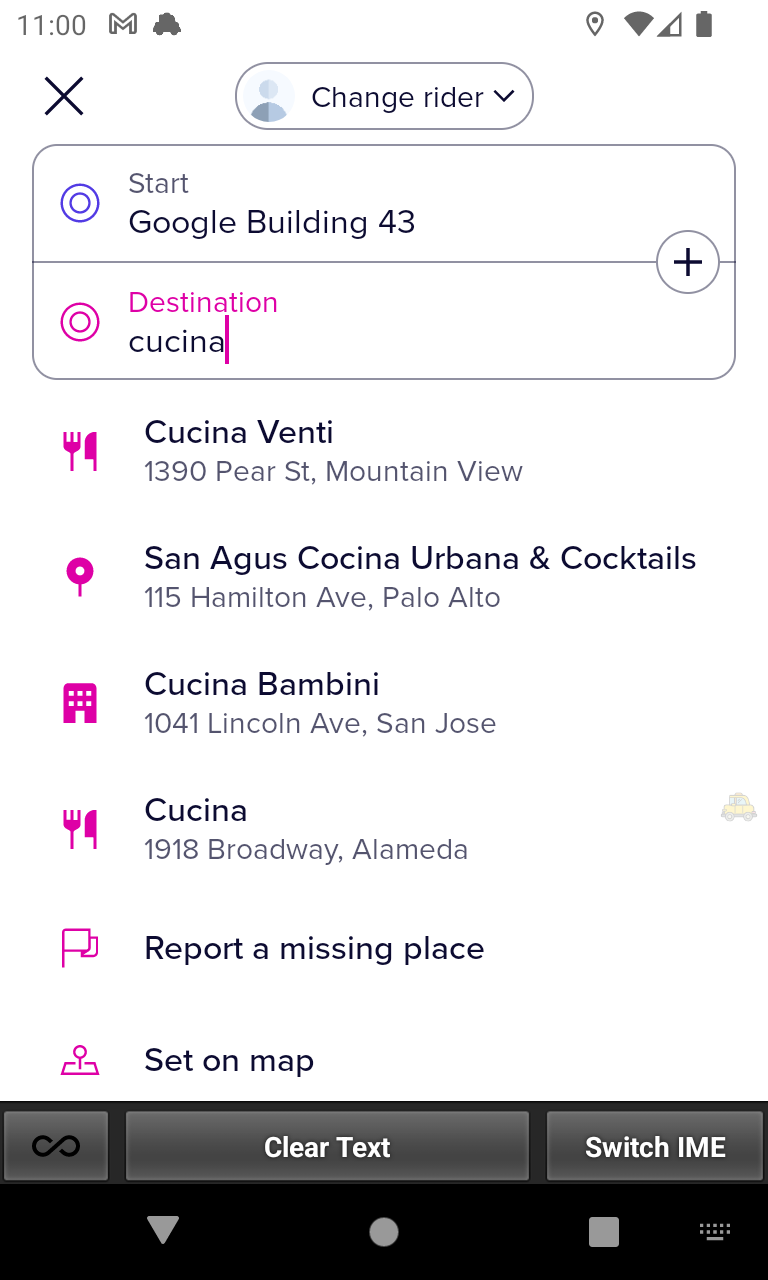 11:00
Change rider
Start
Google Building 43
Destination
cucina
Cucina Venti
1390 Pear St, Mountain View
San Agus Cocina Urbana & Cocktails
115 Hamilton Ave, Palo Alto
Cucina Bambini
1041 Lincoln Ave, San Jose
Cucina
1918 Broadway, Alameda
Report a missing place
Set on map
Clear Text
Switch IME